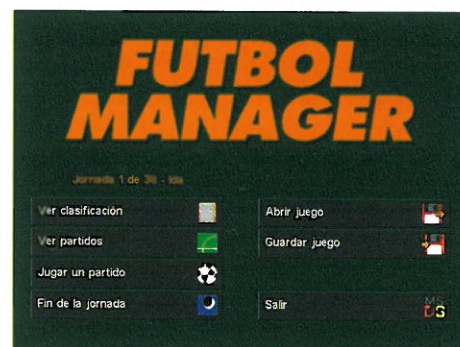 FUTBOL
MANAGER
Jornada 1 de 38 - Ida
Ver clasificación
Ver partidos
Jugar un partido
Fin de la jornada
Abrir juego
Guardar juego
Salir
MS